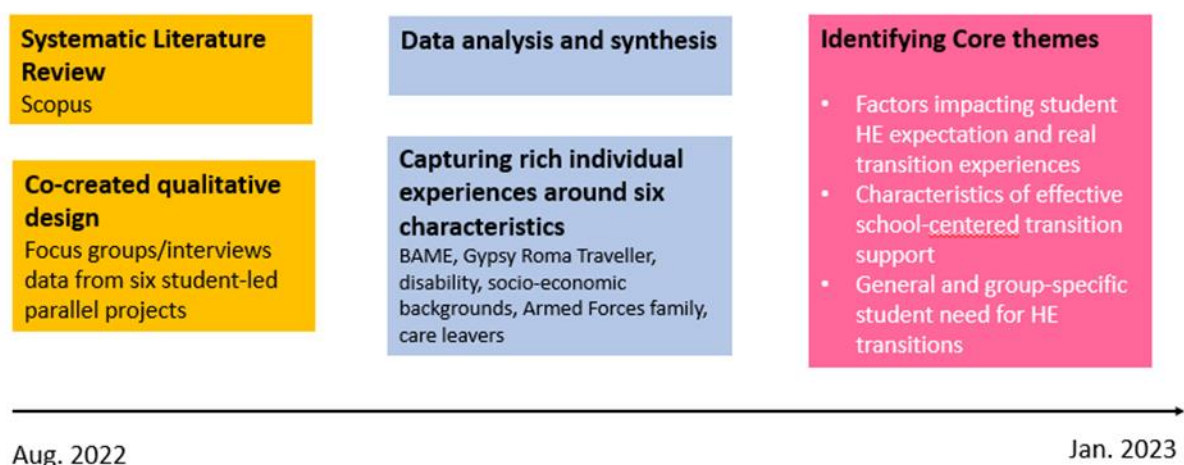 Systematic Literature
Review
Scopus
Co-created qualitative
design
Focus groups/interviews
data from six student-led
parallel projects
Data analysis and synthesis
Capturing rich individual
experiences around six
characteristics
BAME, Gypsy Roma Traveller,
disability, socio-economic
backgrounds, Armed Forces family,
care leavers
Identifying Core themes
• Factors impacting student
HE expectation and real
transition experiences
• Characteristics of effective
school-centered transition
support
• General and group-specific
student need for HE
transitions
Aug. 2022
Jan. 2023